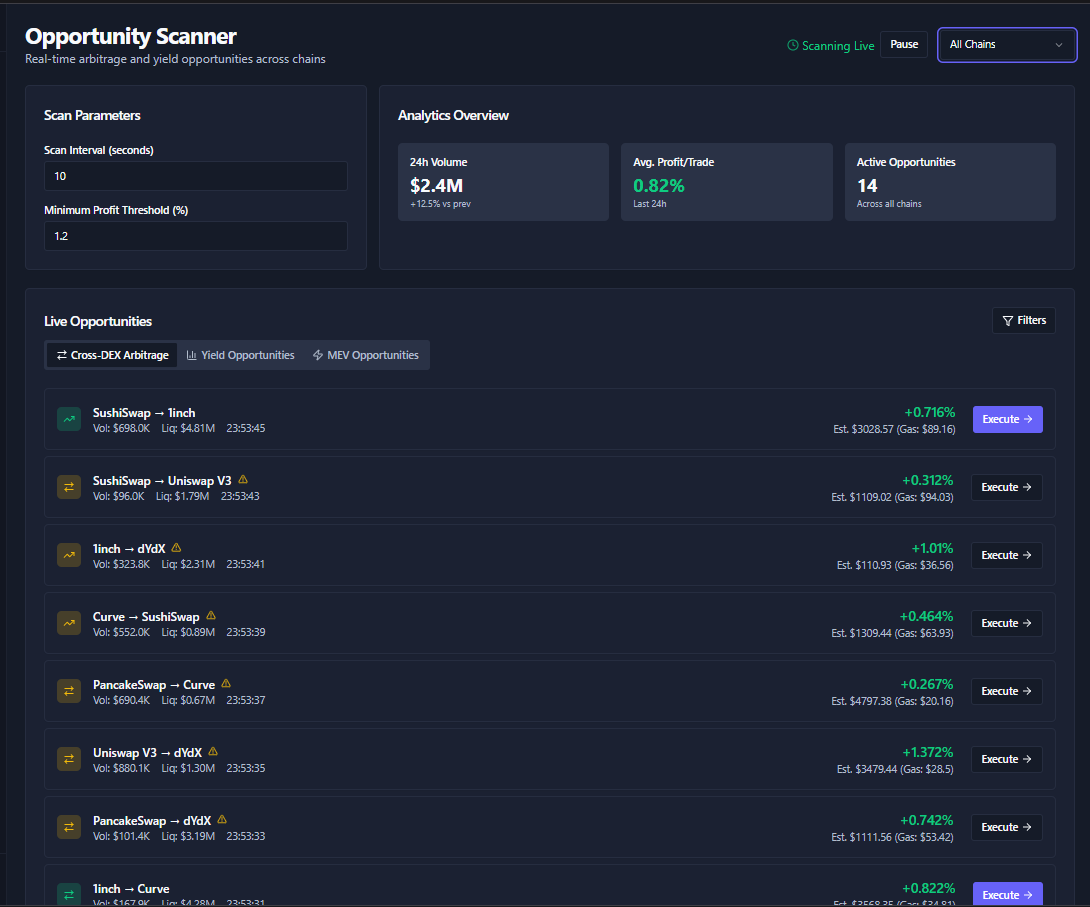 Opportunity Scanner
Real-time arbitrage and yield opportunities across chains
Scanning Live
Pause
All Chains
Scan Parameters
Scan Interval (seconds)
10
Minimum Profit Threshold (%)
1.2
Analytics Overview
24h Volume
$2.4M
+12.5% vs prev
Avg. Profit/Trade
0.82%
Last 24h
Active Opportunities
14
Across all chains
Live Opportunities
Filters
Cross-DEX Arbitrage
Yield Opportunities
MEV Opportunities
SushiSwap → 1inch
Vol: $698.0K Liq: $4.81M 23:53:45
+0.716%
Est. $3028.57 (Gas: $89.16)
Execute →
SushiSwap → Uniswap V3
Vol: $96.0K Liq: $1.79M 23:53:43
+0.312%
Est. $1109.02 (Gas: $94.03)
Execute →
1inch → dYdX
Vol: $323.8K Liq: $2.31M 23:53:41
+1.01%
Est. $110.93 (Gas: $36.56)
Execute →
Curve → SushiSwap
Vol: $552.0K Liq: $0.89M 23:53:39
+0.464%
Est. $1309.44 (Gas: $63.93)
Execute →
PancakeSwap → Curve
Vol: $690.4K Liq: $0.67M 23:53:37
+0.267%
Est. $4797.38 (Gas: $20.16)
Execute →
Uniswap V3 → dYdX
Vol: $880.1K Liq: $1.30M 23:53:35
+1.372%
Est. $3479.44 (Gas: $28.5)
Execute →
PancakeSwap → dYdX
Vol: $101.4K Liq: $3.19M 23:53:33
+0.742%
Est. $1111.56 (Gas: $53.42)
Execute →
1inch → Curve
Vol: $167.9K Liq: $4.28M 23:53:31
+0.822%
Est. $3568.35 (Gas: $34.81)
Execute →